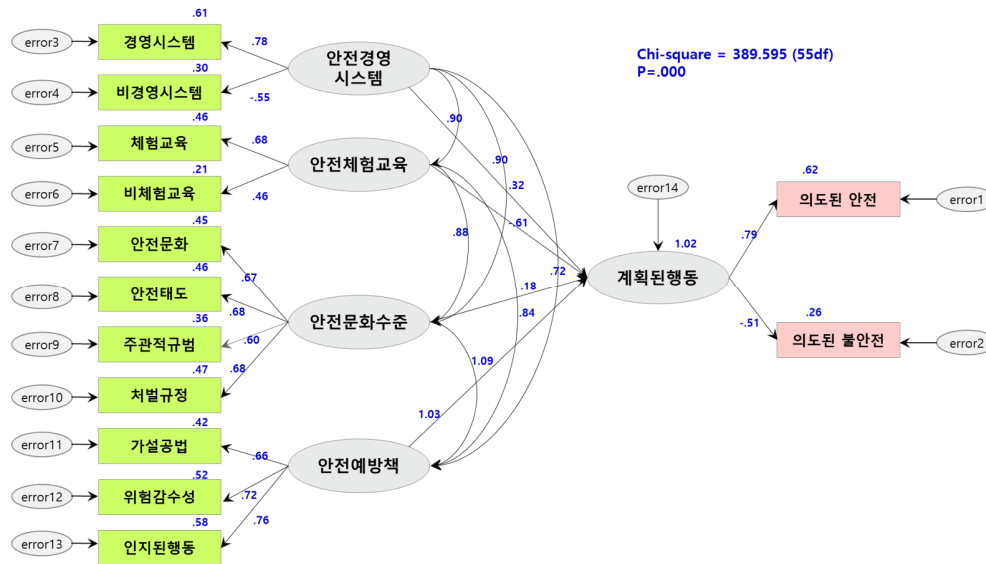 .61
error3
경영시스템
.78
안전경영
시스템
Chi-square = 389.595 (55df)
P=.000
.30
error4
비경영시스템
-.55
.46
error5
체험교육
.68
.90
안전체험교육
.90
.32
.21
error6
비체험교육
.46
-.61
.62
의도된 안전
error1
error14
.45
error7
안전문화
.67
.88
.72
1.02
.79
계획된행동
.46
error8
안전태도
.68
.18
.84
안전문화수준
.36
error9
주관적규범
.60
.26
-.51
의도된 불안전
error2
.47
error10
처벌규정
.68
1.09
1.03
.42
error11
가설공법
.66
안전예방책
.52
error12
위험감수성
.72
.76
.58
error13
인지된행동